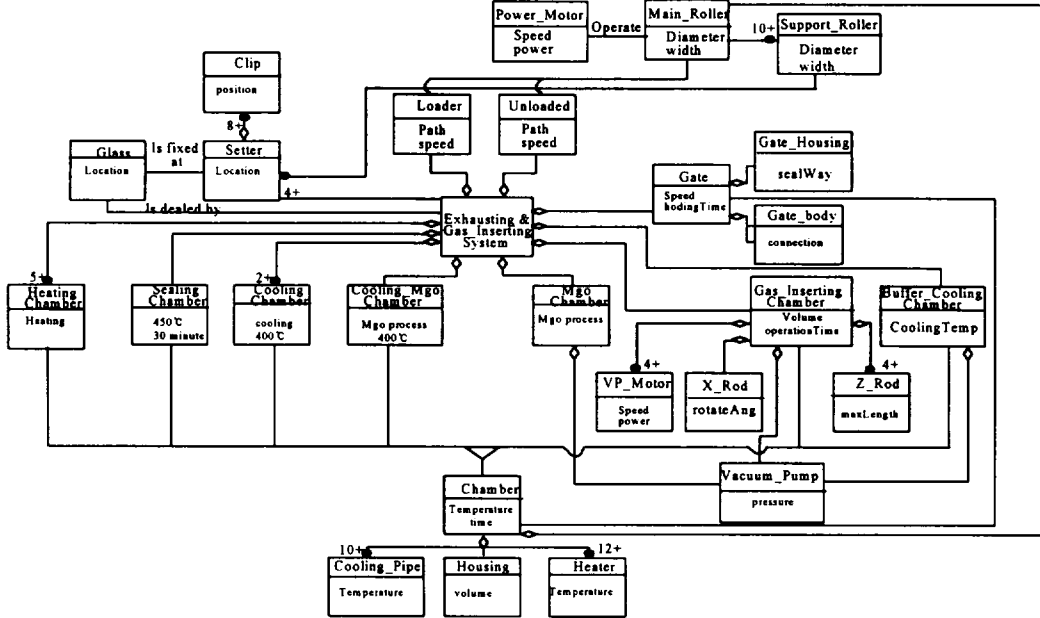 Power_Motor
Speed
power
Operate
Main_Roller
Diameter
width
10+
Support_Roller
Diameter
width
Clip
position
8+
Loader
Path
speed
Unloaded
Path
speed
Glass
Location
Is fixed
at
Setter
Location
4+
Is dealed by
Gate_Housing
sealWay
Gate
Speed
hodingTime
Gate_body
connection
Exhausting &
Gas_Inserting
System
5+
Heating
Chamber
Heating
Sealing
Chamber
450℃
30 minute
2+
Cooling
Chamber
cooling
400℃
Cooling_Mgo
Chamber
Mgo process
400℃
Mgo
Chamber
Mgo process
Gas_Inserting
Chamber
Volume
operationTime
Buffer_Cooling
Chamber
CoolingTemp
4+
VP_Motor
Speed
power
X_Rod
rotateAng
4+
Z_Rod
maxLength
Chamber
Temperature
time
Vacuum_Pump
pressure
10+
Cooling_Pipe
Temperature
Housing
volume
12+
Heater
Temperature